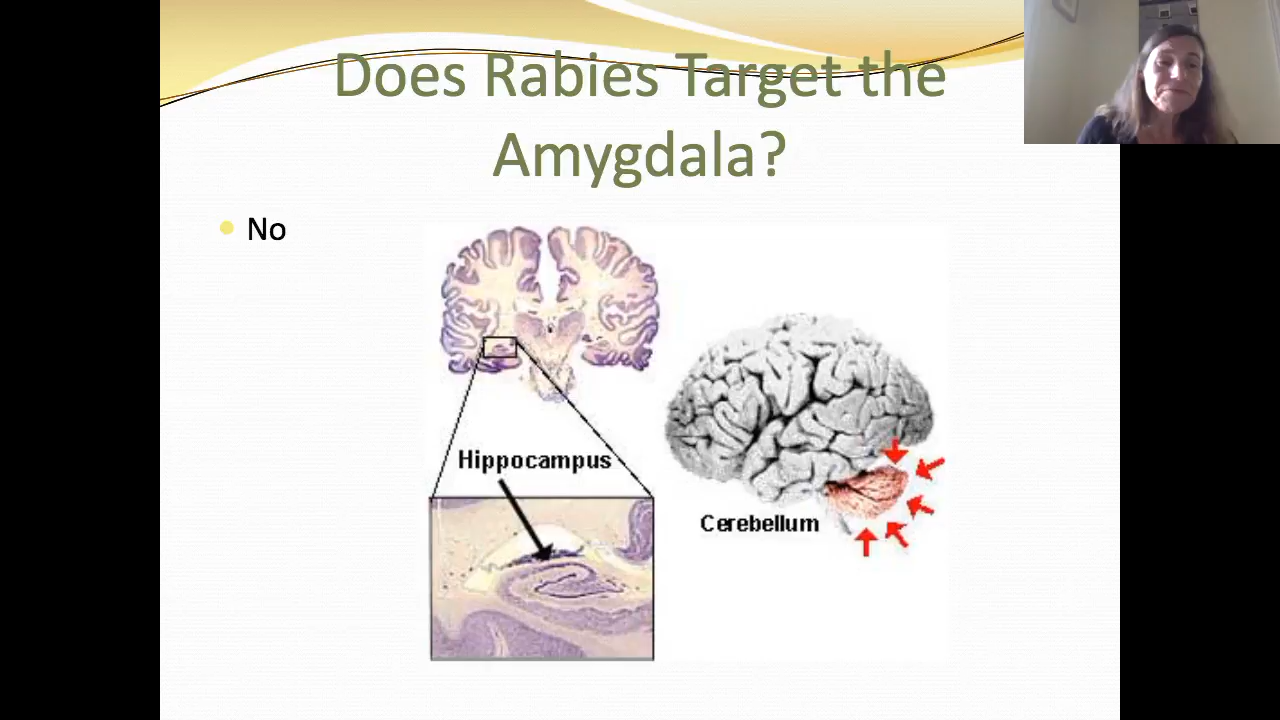 Does Rabies Target the
Amygdala?
No
Hippocampus
Cerebellum